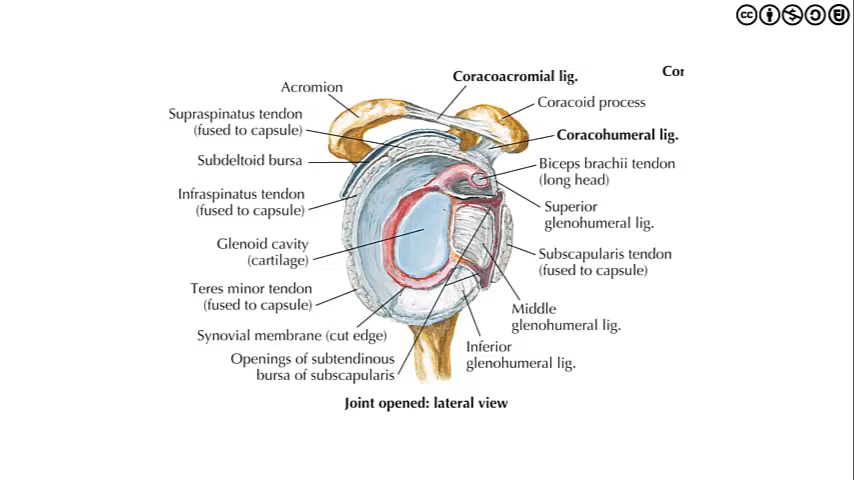 Coracoacromial lig.
Cor
Acromion
Coracoid process
Supraspinatus tendon
(fused to capsule)
Coracohumeral lig.
Subdeltoid bursa
Biceps brachii tendon
(long head)
Infraspinatus tendon
(fused to capsule)
Superior
glenohumeral lig.
Glenoid cavity
(cartilage)
Subscapularis tendon
(fused to capsule)
Teres minor tendon
(fused to capsule)
Middle
glenohumeral lig.
Synovial membrane (cut edge)
Inferior
glenohumeral lig.
Openings of subtendinous
bursa of subscapularis
Joint opened: lateral view